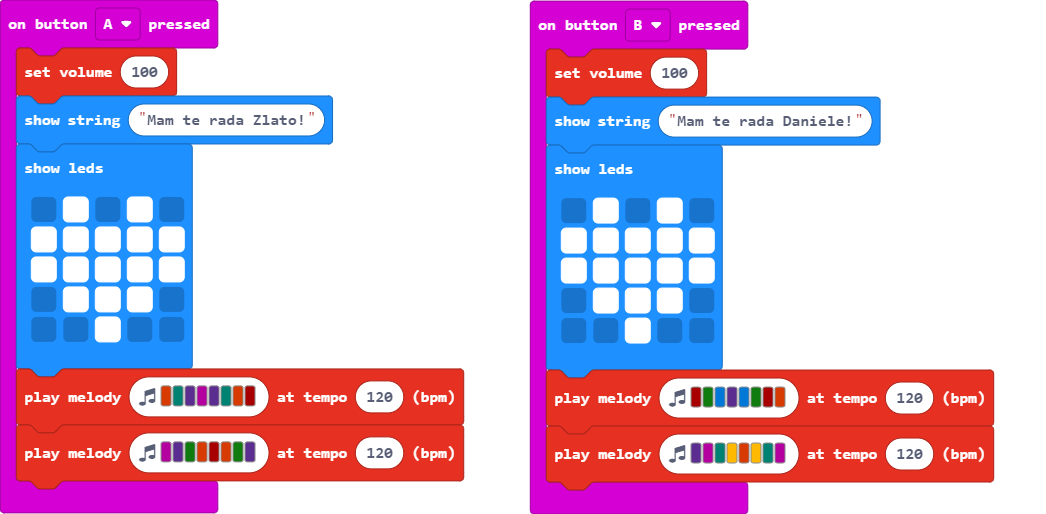 on button A pressed
set volume 100
show string "Mam te rada Zlato!"
show leds
play melody at tempo 120 (bpm)
play melody at tempo 120 (bpm)
on button B pressed
set volume 100
show string "Mam te rada Daniele!"
show leds
play melody at tempo 120 (bpm)
play melody at tempo 120 (bpm)